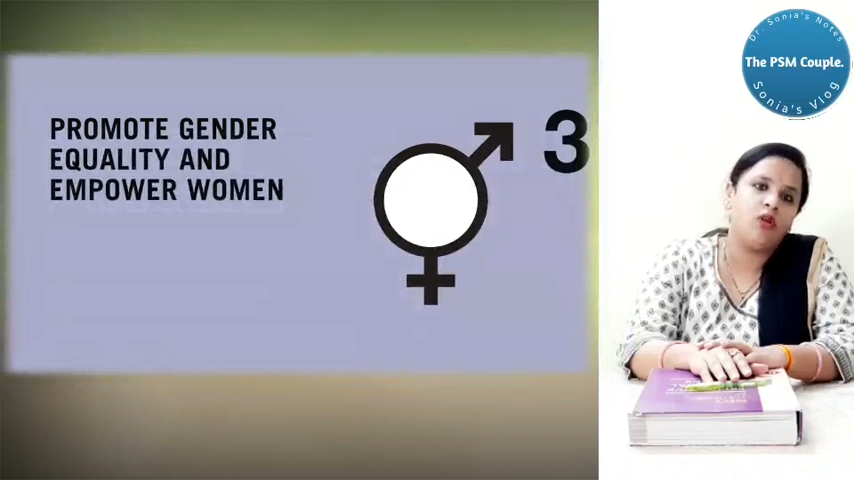 PROMOTE GENDER
EQUALITY AND
EMPOWER WOMEN
3
Dr. Sonia's Notes
The PSM Couple.
Sonia's Vlog